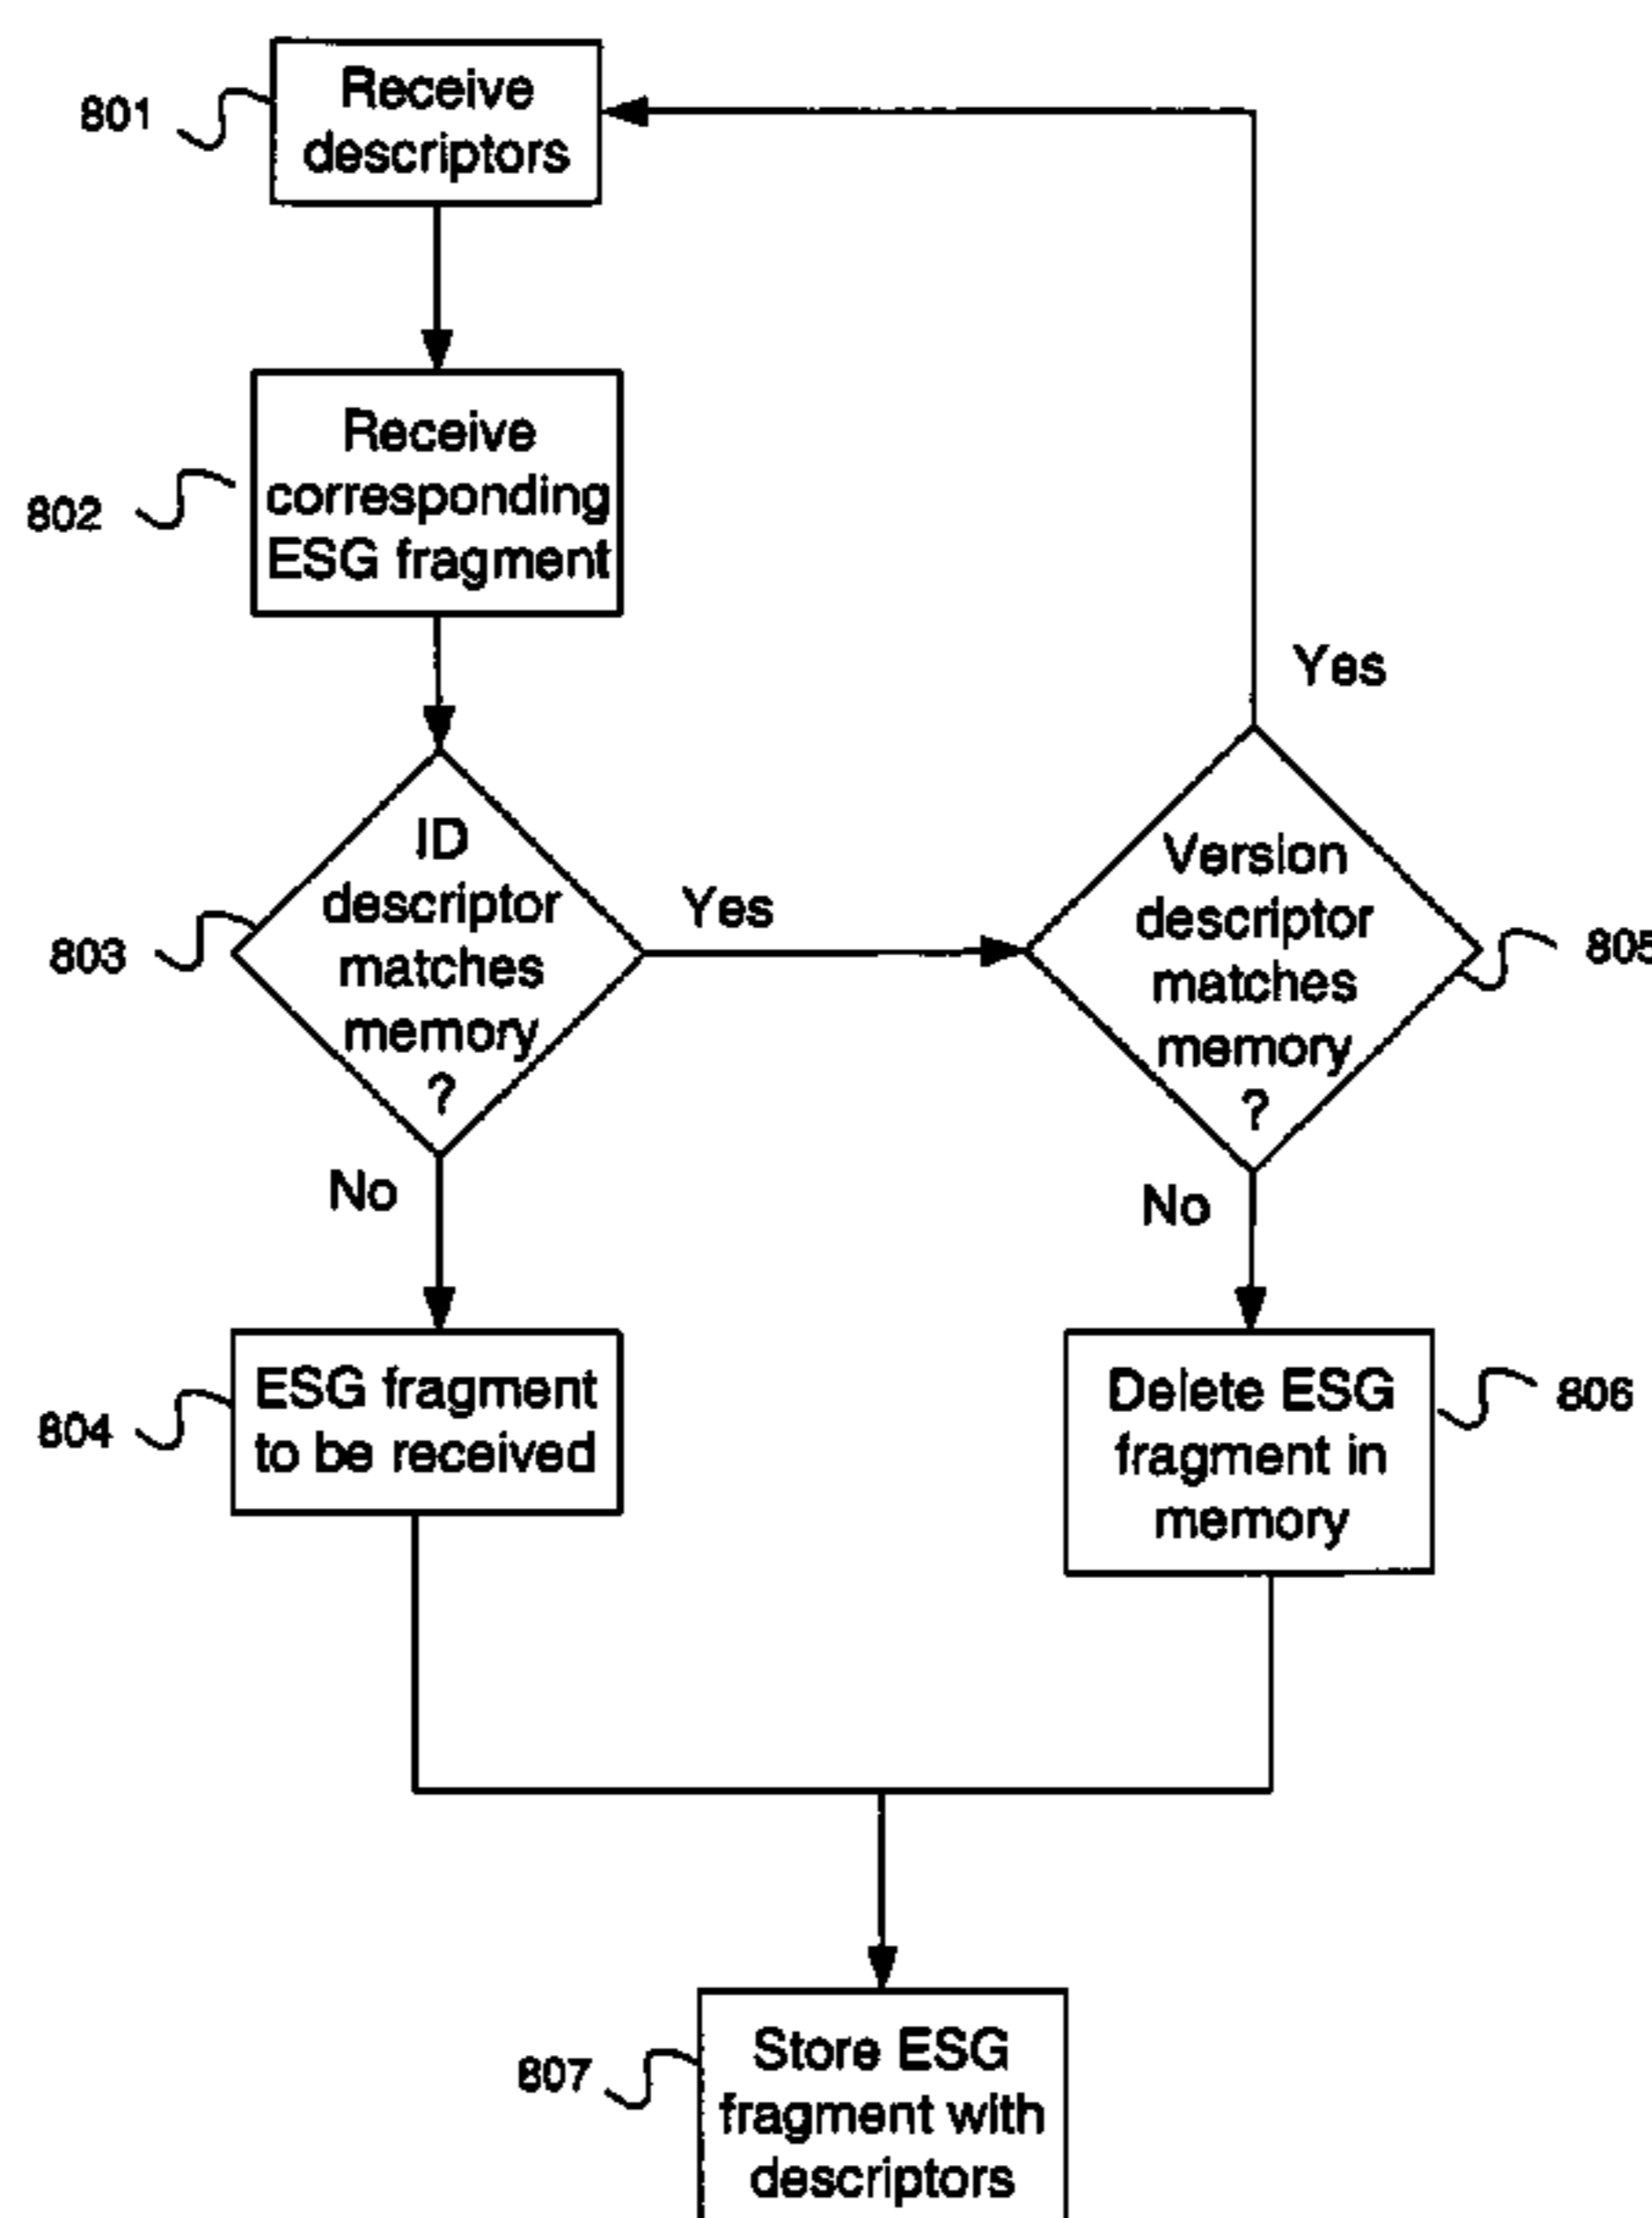 801
Receive
descriptors
802
Receive
corresponding
ESG fragment
Yes
803
ID
descriptor
matches
memory
?
Yes
Version
descriptor
matches
memory
?
805
No
No
804
ESG fragment
to be received
Delete ESG
fragment in
memory
806
807
Store ESG
fragment with
descriptors